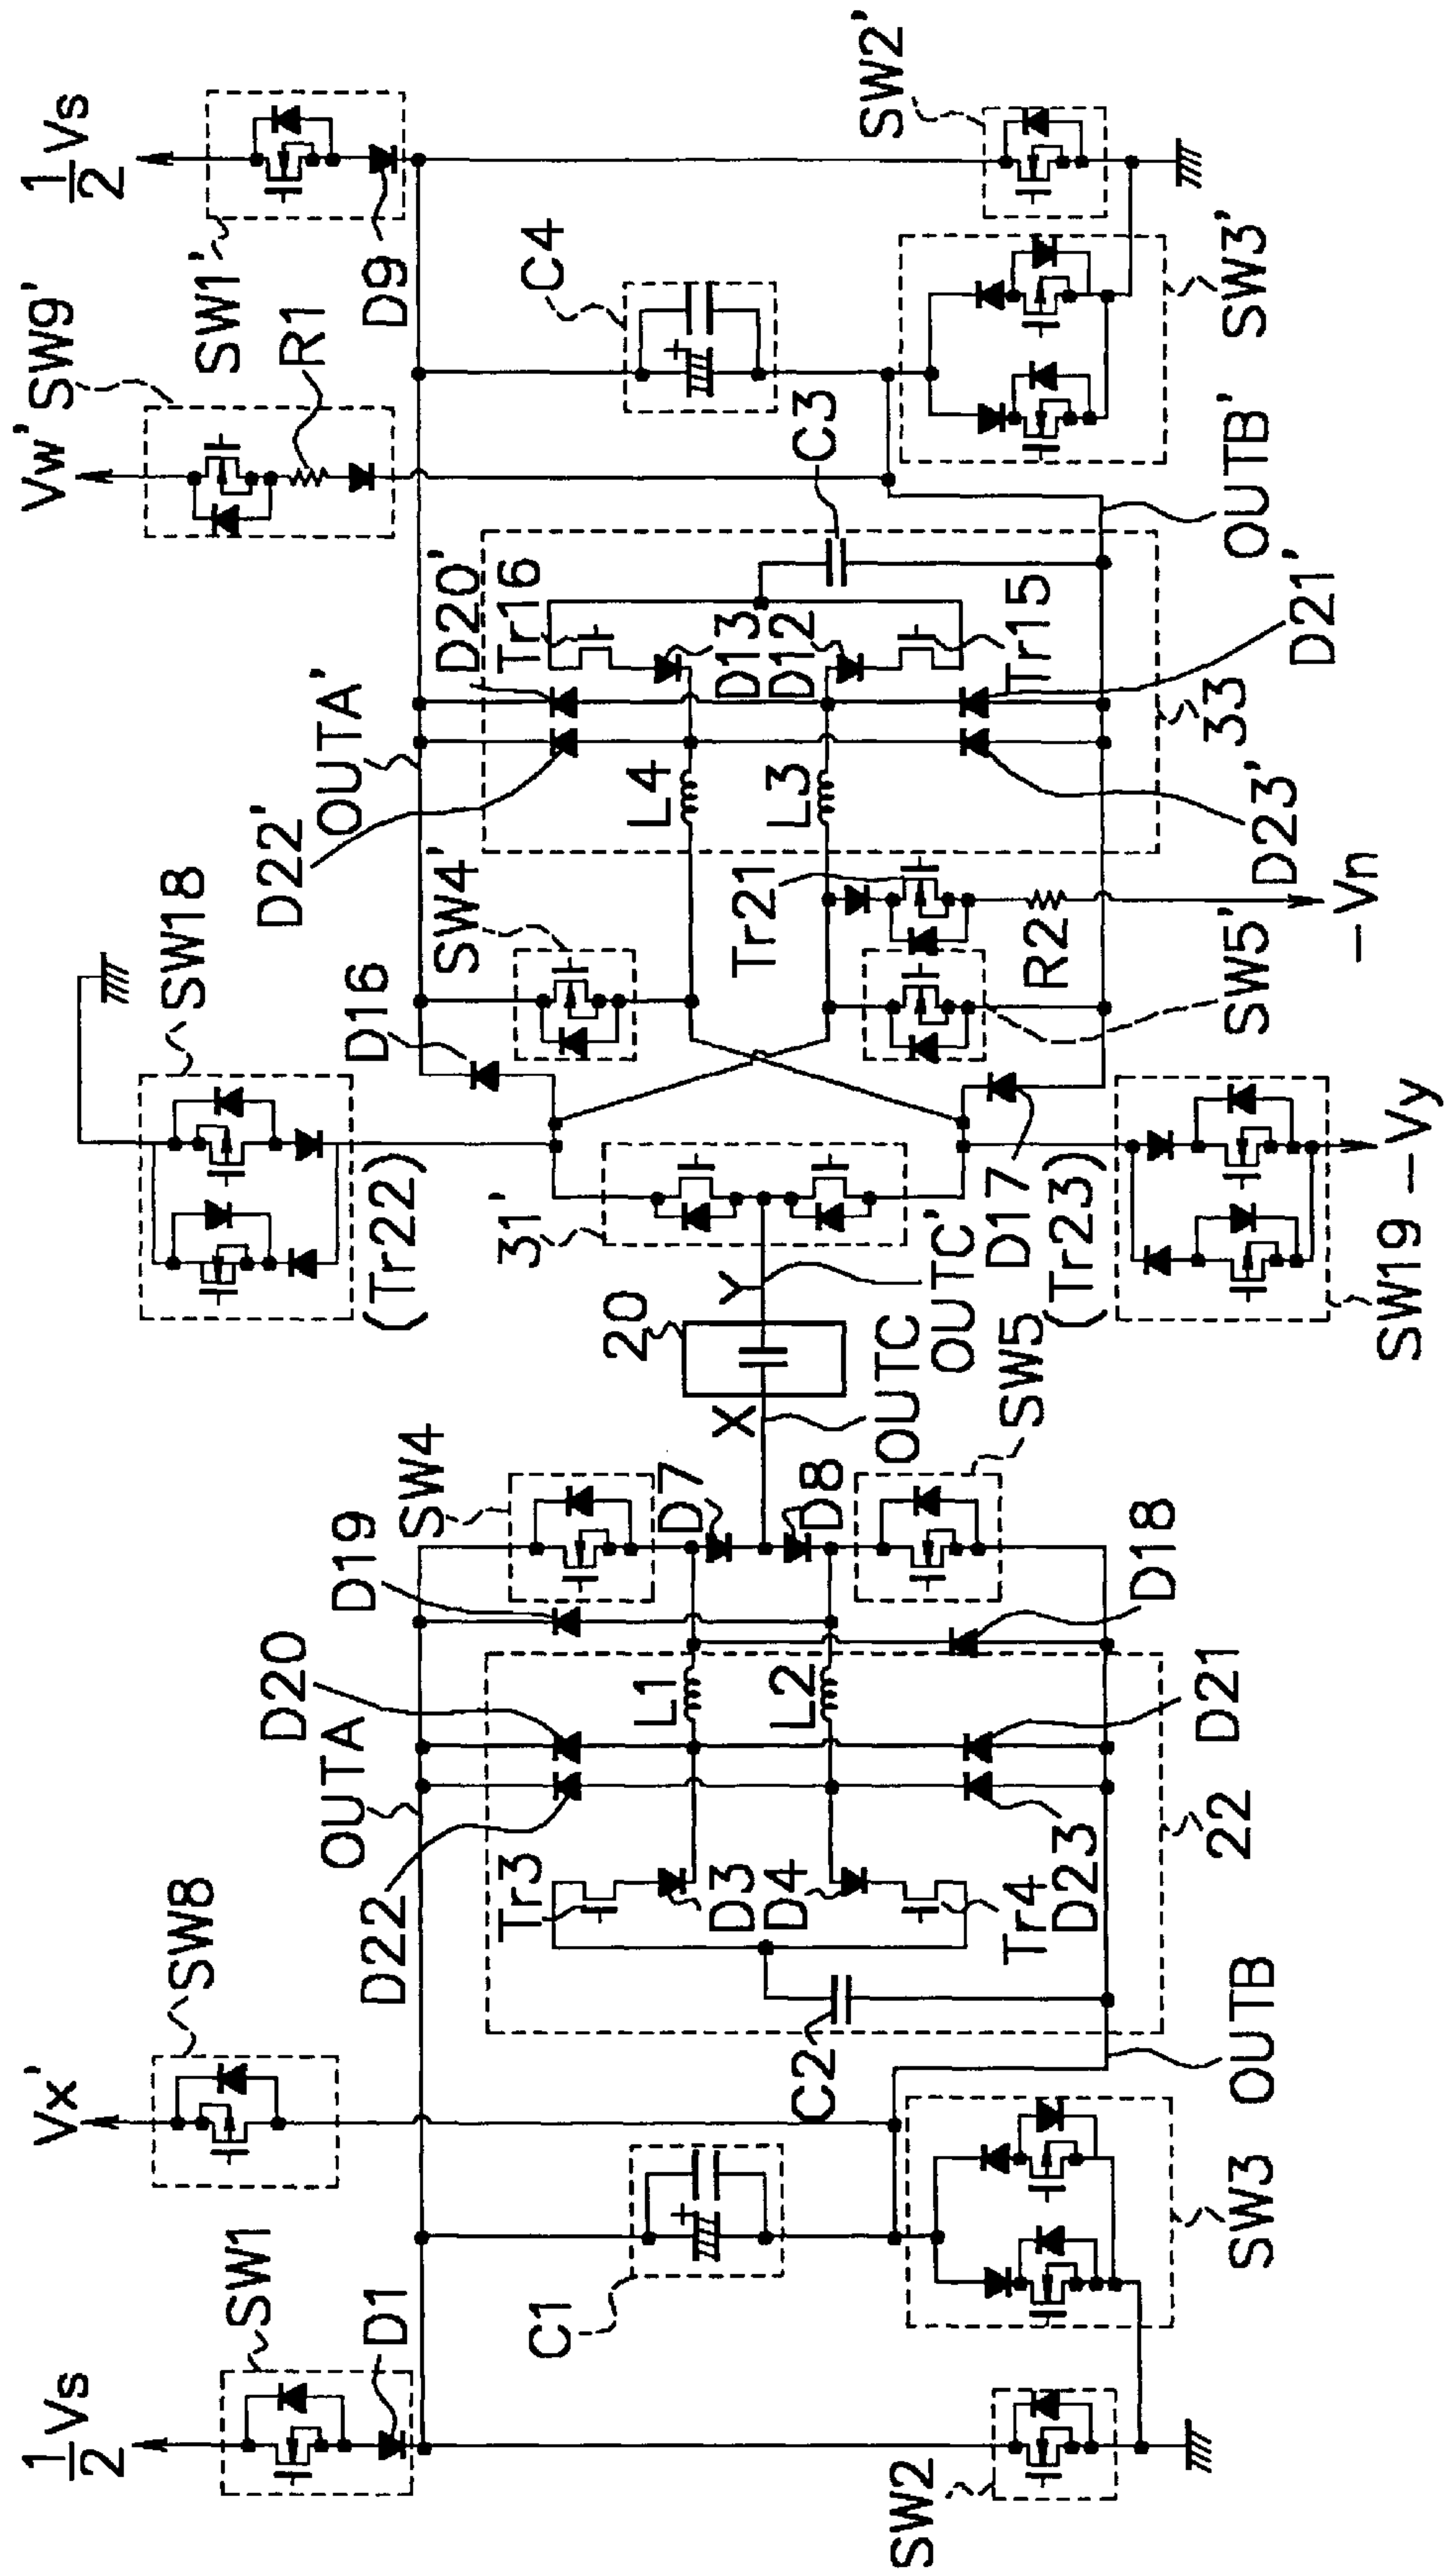 1/2 Vs
SW1
D1
SW2
Vx'
SW8
C1
SW3
OUTB
C2
22
OUTA
D22
D20
Tr3
D3
D4
Tr4
D23
D21
L1
L2
D19
D18
SW4
D7
D8
SW5
X
OUTC
20
Y
OUTC'
31'
(Tr22)
SW18
(Tr23)
SW19
-Vy
D17
D16
SW4'
SW5'
Tr21
R2
-Vn
OUTA'
D22'
D20'
L4
L3
D23'
D21'
33
Tr16
D13
D12
Tr15
C3
OUTB'
Vw'
SW9'
R1
C4
SW3'
1/2 Vs
SW1'
D9
SW2'